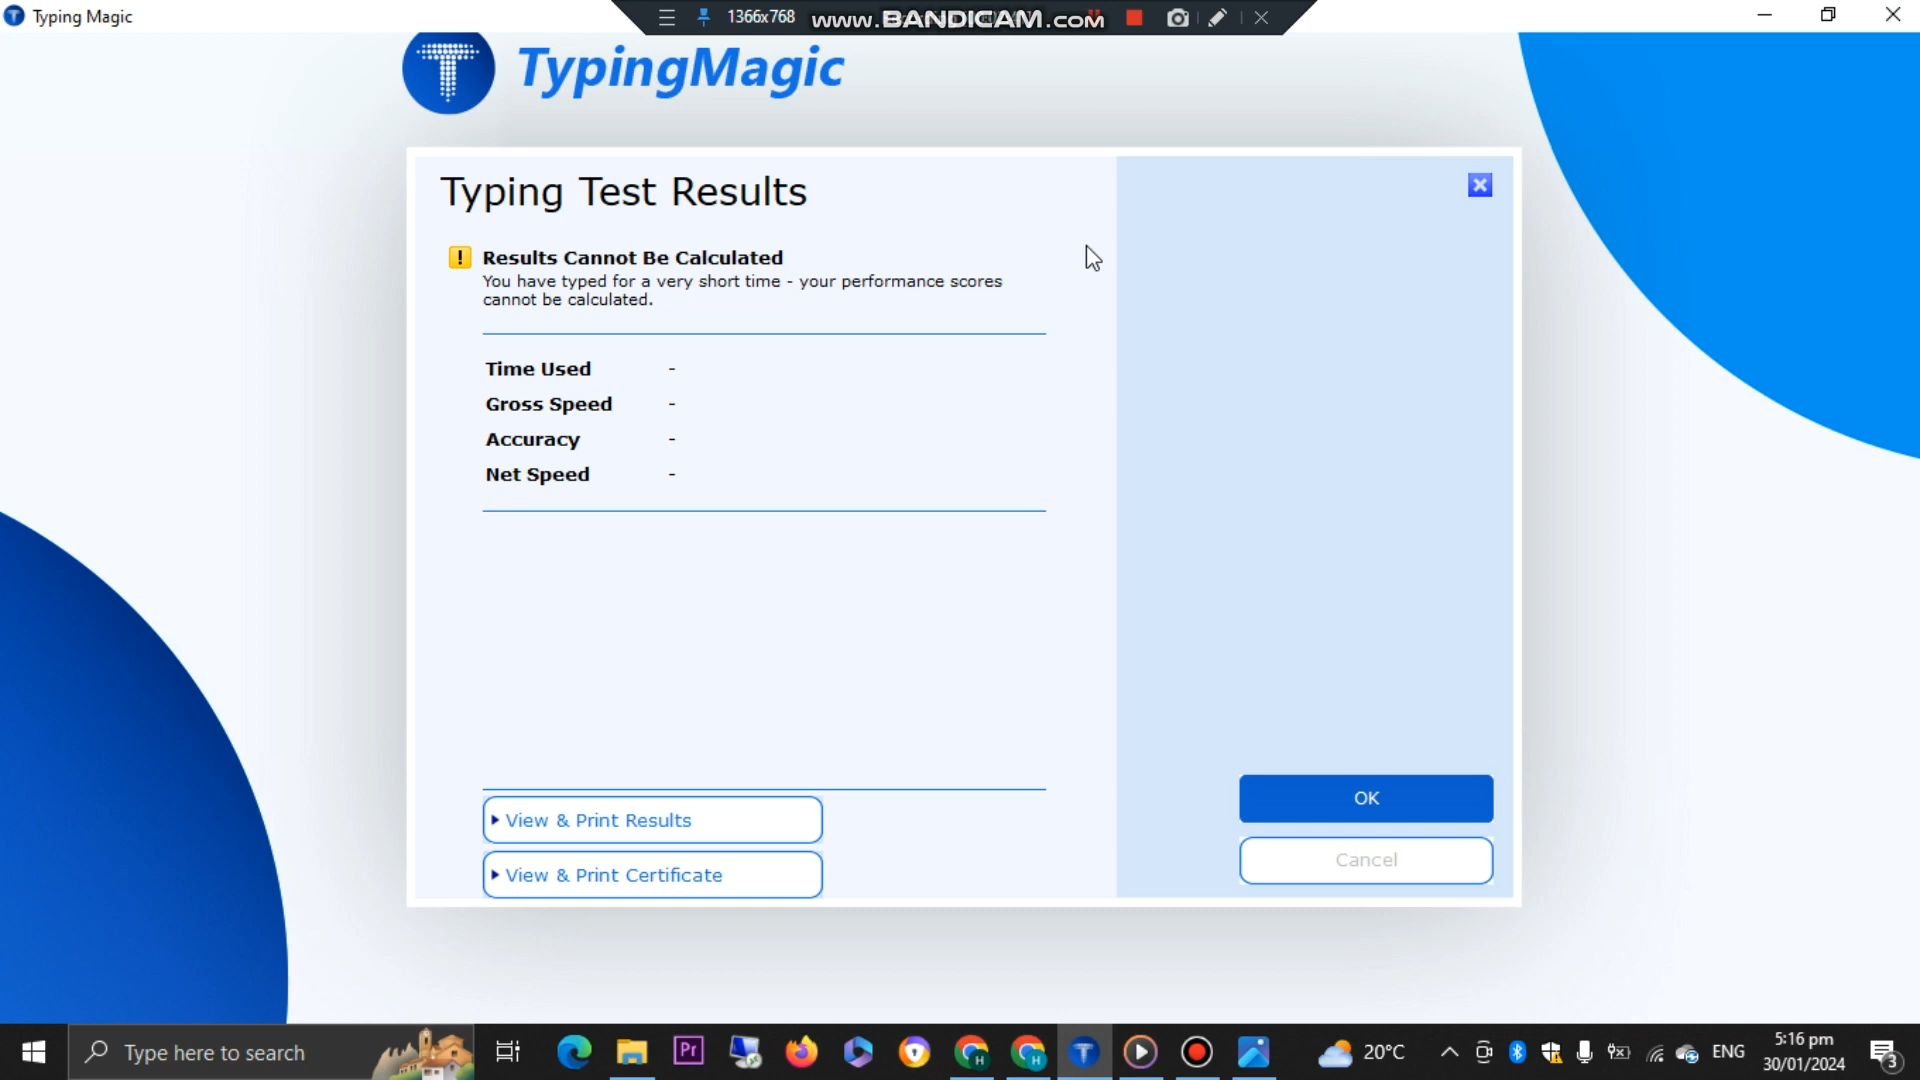 Typing Magic
1366x768
www.BANDICAM.com
TypingMagic
Typing Test Results
Results Cannot Be Calculated
You have typed for a very short time - your performance scores
cannot be calculated.
Time Used -
Gross Speed -
Accuracy -
Net Speed -
View & Print Results
View & Print Certificate
OK
Cancel
Type here to search
Pr
H
H
20°C
ENG
5:16 pm
30/01/2024
3